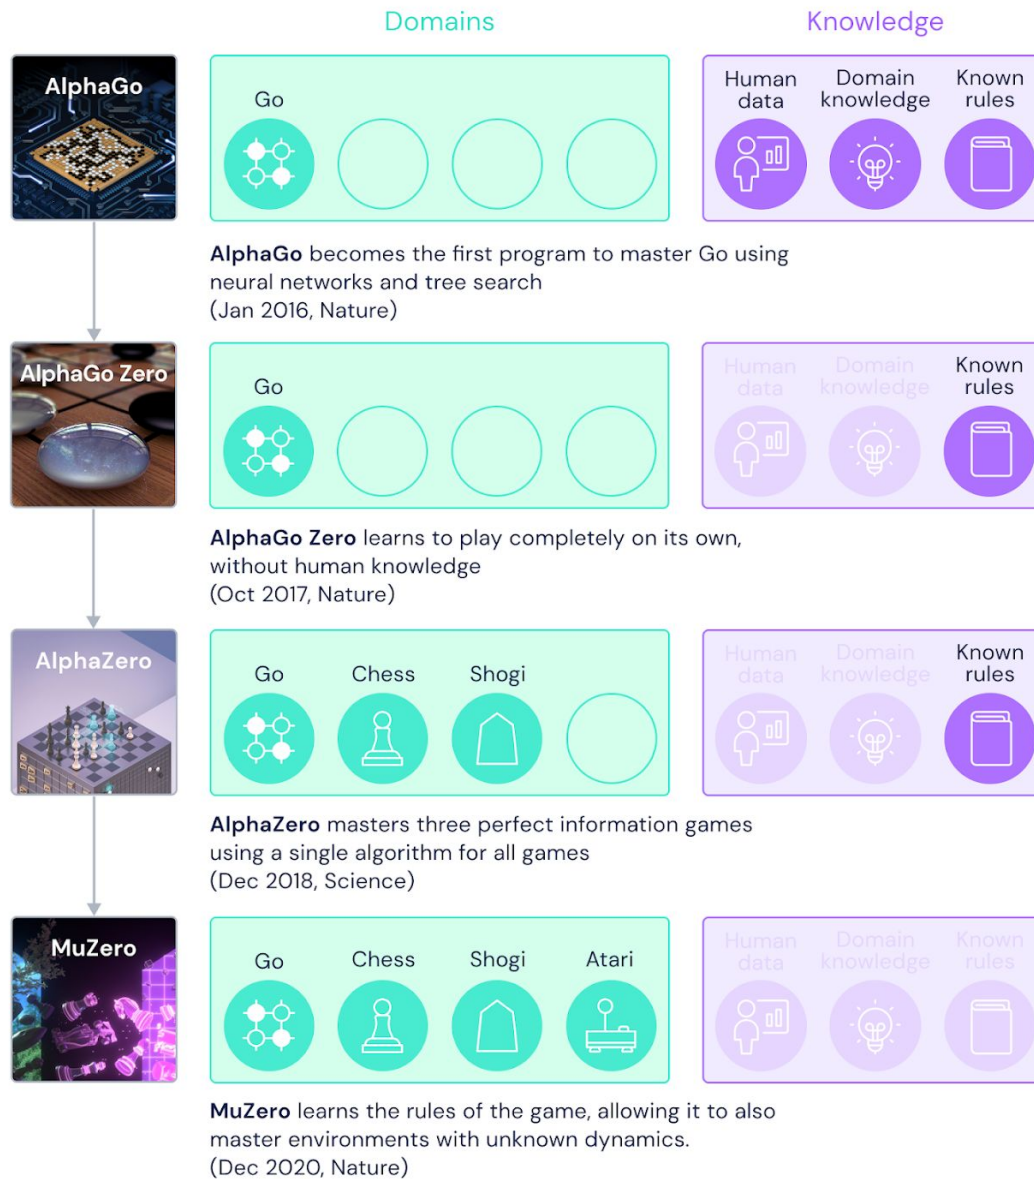 Domains
Knowledge
AlphaGo
Go
Human data
Domain knowledge
Known rules
AlphaGo becomes the first program to master Go using
neural networks and tree search
(Jan 2016, Nature)
AlphaGo Zero
Go
Human data
Domain knowledge
Known rules
AlphaGo Zero learns to play completely on its own,
without human knowledge
(Oct 2017, Nature)
AlphaZero
Go
Chess
Shogi
Human data
Domain knowledge
Known rules
AlphaZero masters three perfect information games
using a single algorithm for all games
(Dec 2018, Science)
MuZero
Go
Chess
Shogi
Atari
Human data
Domain knowledge
Known rules
MuZero learns the rules of the game, allowing it to also
master environments with unknown dynamics.
(Dec 2020, Nature)